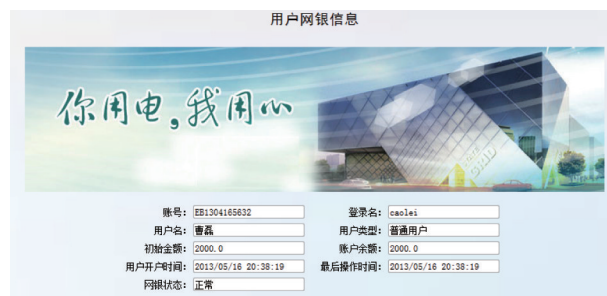 用户网银信息
你用电,我用心
账号: EB1304165632 登录名: caolei
用户名: 曹磊 用户类型: 普通用户
初始金额: 2000.0 账户余额: 2000.0
用户开户时间: 2013/05/16 20:38:19 最后操作时间: 2013/05/16 20:38:19
网银状态: 正常